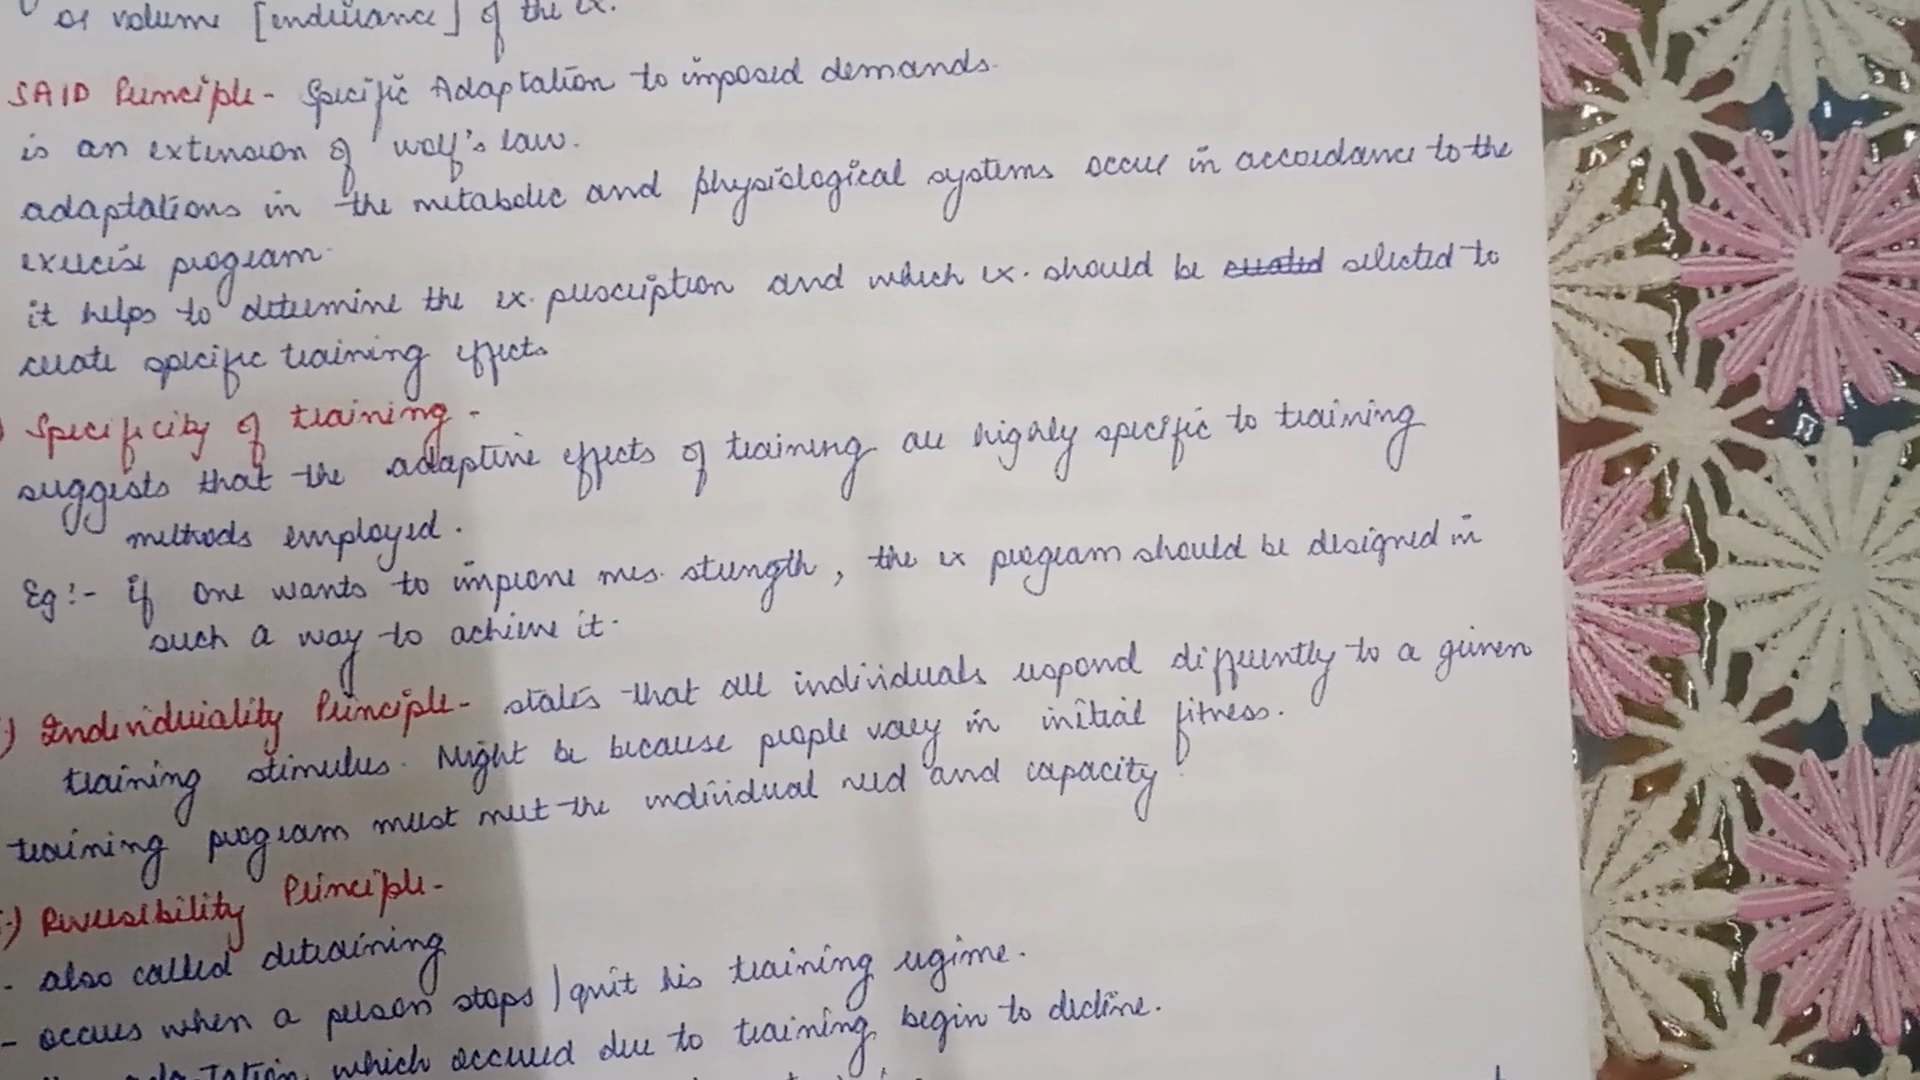 or volume [endurance] of the ex.
SAID Principle - Specific Adaptation to imposed demands.
is an extension of wolf's law.
adaptations in the metabolic and physiological systems occur in accordance to the
exercise program.
it helps to determine the ex. prescription and which ex. should be created selected to
create specific training effects
Specificity of training -
suggests that the adaptive effects of training are highly specific to training
methods employed.
Eg:- if one wants to improve mus. strength, the ex program should be designed in
such a way to achieve it.
Individuality Principle - states that all individuals respond differently to a given
training stimulus. Might be because people vary in initial fitness.
training program must meet the individual need and capacity
Reversibility Principle -
- also called detraining
- occurs when a person stops / quit his training regime.
which occured due to training begin to decline.